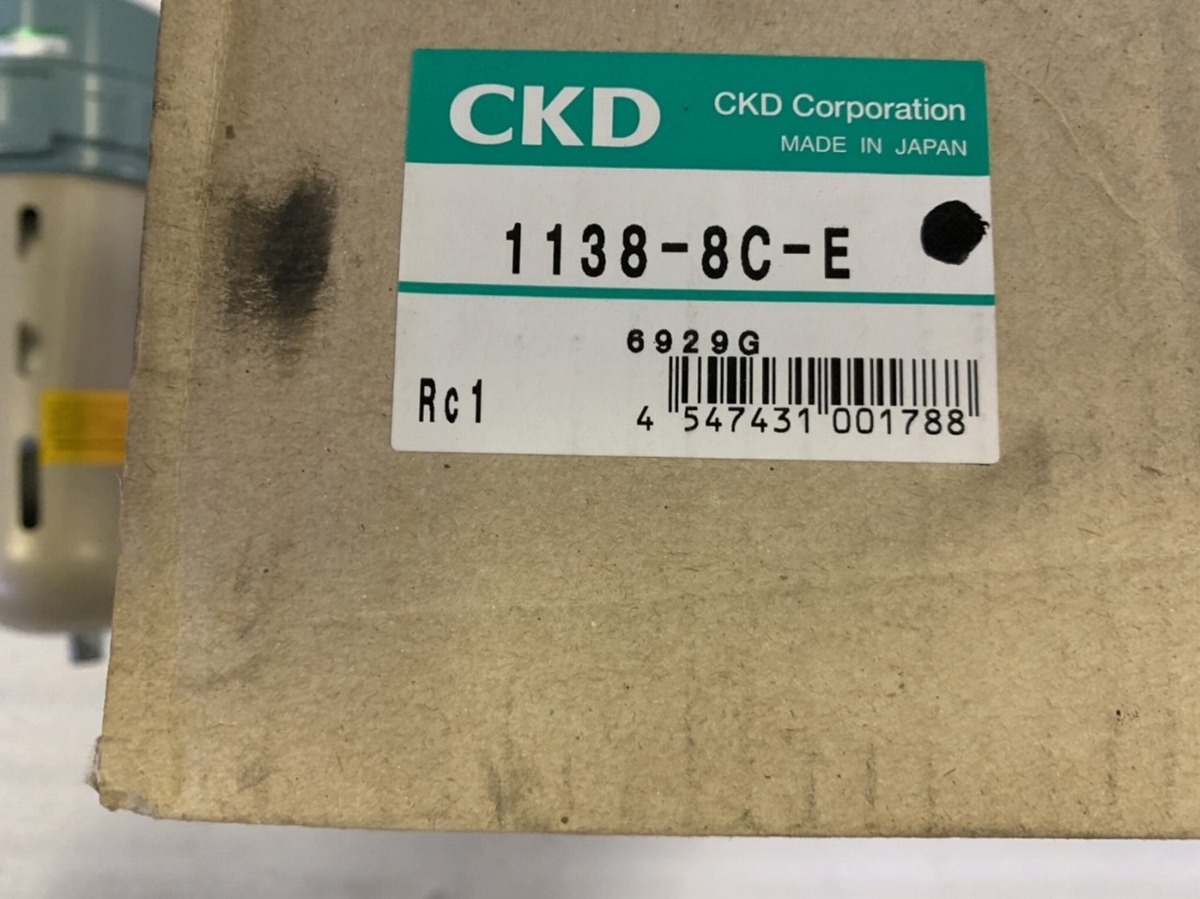 CKD
CKD Corporation
MADE IN JAPAN
1138-8C-E
6929G
Rc1
4 547431 001788